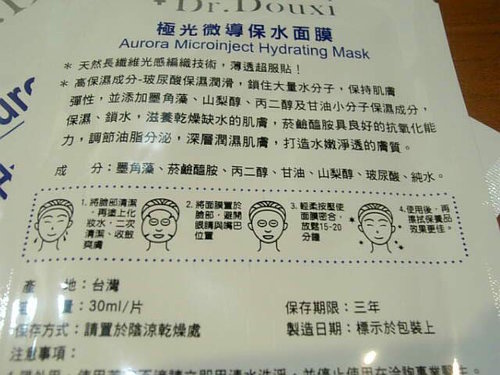 Dr.Douxi
極光微導保水面膜
Aurora Microinject Hydrating Mask
* 天然長纖維光感編織技術,薄透超服貼!
* 高保濕成分-玻尿酸保濕潤滑,鎖住大量水分子,保持肌膚
彈性,並添加墨角藻、山梨醇、丙二醇及甘油小分子保濕成分,
保濕、鎖水,滋養乾燥缺水的肌膚,菸鹼醯胺具良好的抗氧化能
力,調節油脂分泌,深層潤濕肌膚,打造水嫩淨透的膚質。
成 分:墨角藻、菸鹼醯胺、丙二醇、甘油、山梨醇、玻尿酸、純水。
1.將臉部清潔
,再塗上化
妝水,二次
清潔、收斂
爽膚
2.將面膜置於
臉部,避開
眼睛與嘴巴
位置
3.輕柔按壓使
面膜密合,
放鬆15-20
分鐘
4.使用後,再
擦拭保養品
效果更佳。
產 地:台灣
量:30ml/片
保存期限:三年
保存方式:請置於陰涼乾燥處
製造日期:標示於包裝上
注意事項: